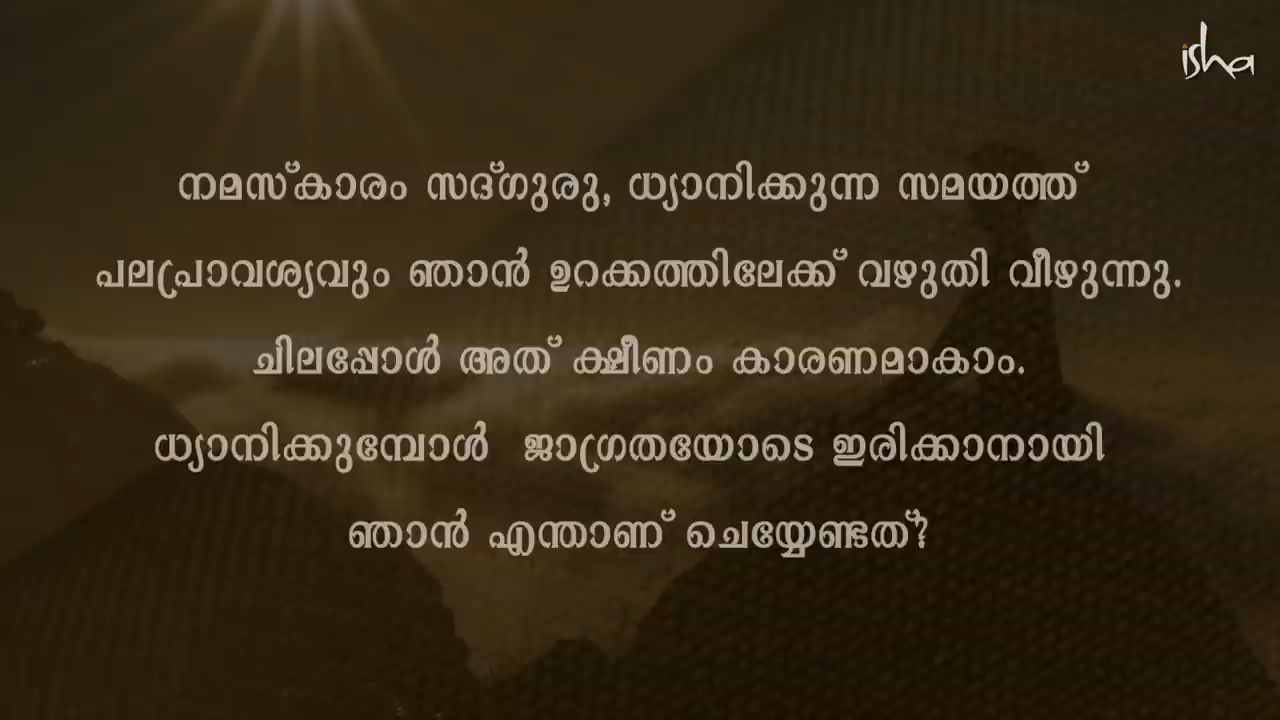 isha
നമസ്കാരം സദ്ഗുരു, ധ്യാനിക്കുന്ന സമയത്ത്
പലപ്രാവശ്യവും ഞാൻ ഉറക്കത്തിലേക്ക് വഴുതി വീഴുന്നു.
ചിലപ്പോൾ അത് ക്ഷീണം കാരണമാകാം.
ധ്യാനിക്കുമ്പോൾ ജാഗ്രതയോടെ ഇരിക്കാനായി
ഞാൻ എന്താണ് ചെയ്യേണ്ടത്?